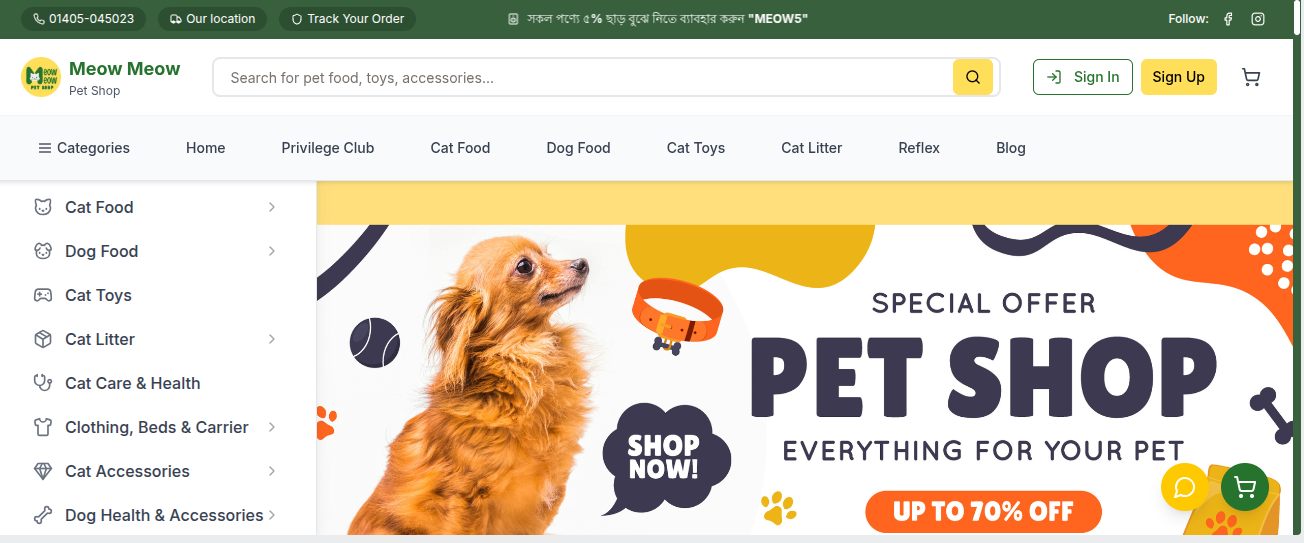 01405-045023
Our location
Track Your Order
সকল পণ্যে ৫% ছাড় বুঝে নিতে ব্যাবহার করুন "MEOW5"
Follow:
Meow Meow
Pet Shop
MEOW
MEOW
PET SHOP
Search for pet food, toys, accessories...
Sign In
Sign Up
Categories
Home
Privilege Club
Cat Food
Dog Food
Cat Toys
Cat Litter
Reflex
Blog
Cat Food
Dog Food
Cat Toys
Cat Litter
Cat Care & Health
Clothing, Beds & Carrier
Cat Accessories
Dog Health & Accessories
SHOP
NOW!
SPECIAL OFFER
PET SHOP
EVERYTHING FOR YOUR PET
UP TO 70% OFF